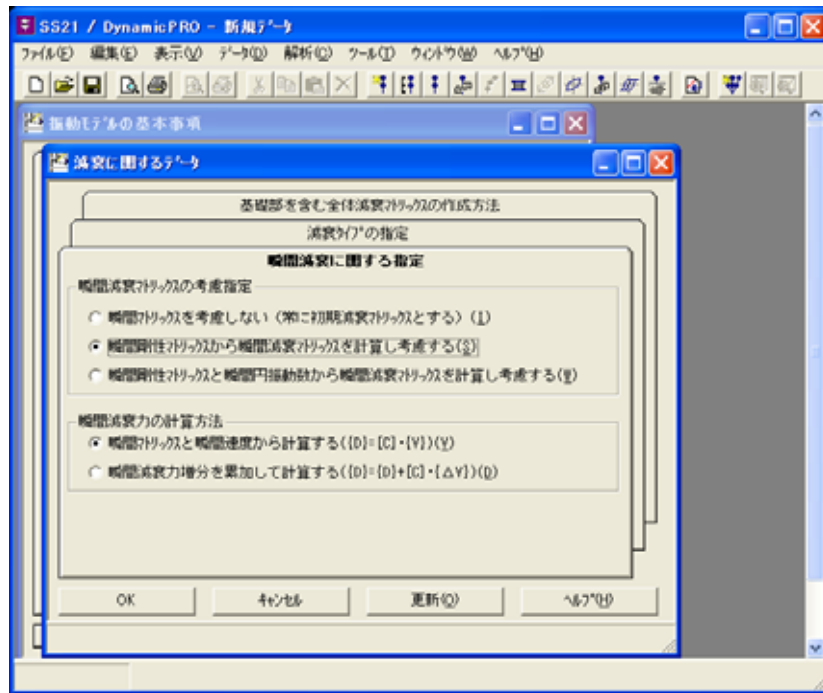 SS21 / DynamicPRO - 新規ﾃﾞｰﾀ
ﾌｧｲﾙ(E) 編集(E) 表示(V) ﾃﾞｰﾀ(D) 解析(C) ﾂｰﾙ(T) ｳｨﾝﾄﾞｳ(W) ﾍﾙﾌﾟ(H)
振動ﾓﾃﾞﾙの基本事項
減衰に関するﾃﾞｰﾀ
基礎部を含む全体減衰ﾏﾄﾘｯｸｽの作成方法
減衰ﾀｲﾌﾟの指定
瞬間減衰に関する指定
瞬間減衰ﾏﾄﾘｯｸｽの考慮指定
瞬間ﾏﾄﾘｯｸｽを考慮しない（常に初期減衰ﾏﾄﾘｯｸｽとする）(I)
瞬間剛性ﾏﾄﾘｯｸｽから瞬間減衰ﾏﾄﾘｯｸｽを計算し考慮する(S)
瞬間剛性ﾏﾄﾘｯｸｽと瞬間円振動数から瞬間減衰ﾏﾄﾘｯｸｽを計算し考慮する(W)
瞬間減衰力の計算方法
瞬間ﾏﾄﾘｯｸｽと瞬間速度から計算する({D}=[C]・{V})(V)
瞬間減衰力増分を累加して計算する({D}={D}+[C]・{△V})(D)
OK ｷｬﾝｾﾙ 更新(O) ﾍﾙﾌﾟ(H)